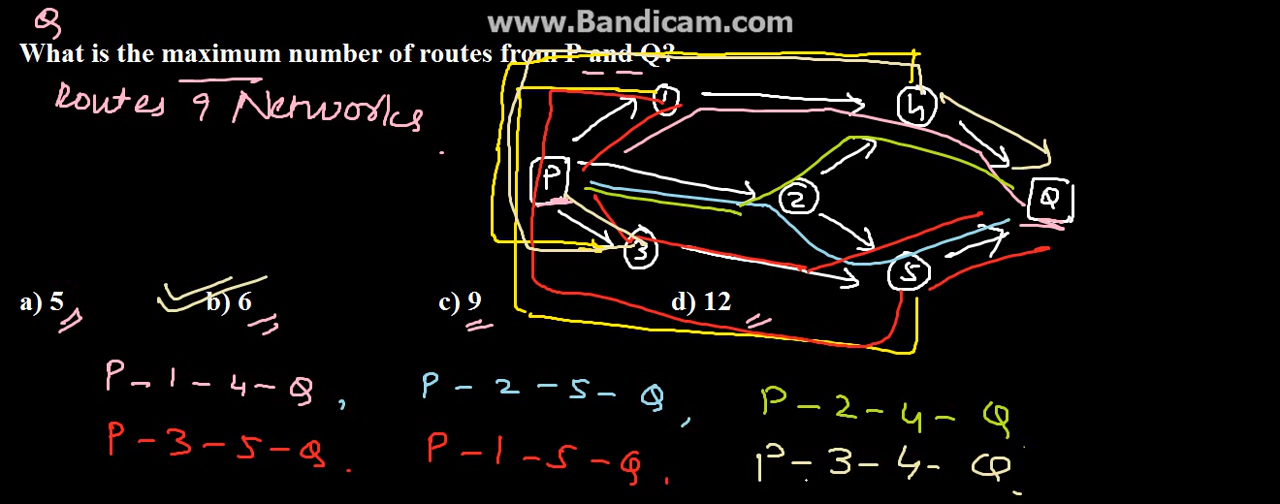 www.Bandicam.com
Q
What is the maximum number of routes from P and Q?
Routes 9 Networks.
1
4
P
2
Q
3
5
a) 5
b) 6
c) 9
d) 12
P - 1 - 4 - Q,
P - 2 - 5 - Q,
P - 2 - 4 - Q
P - 3 - 5 - Q.
P - 1 - 5 - Q.
P - 3 - 4 - Q.